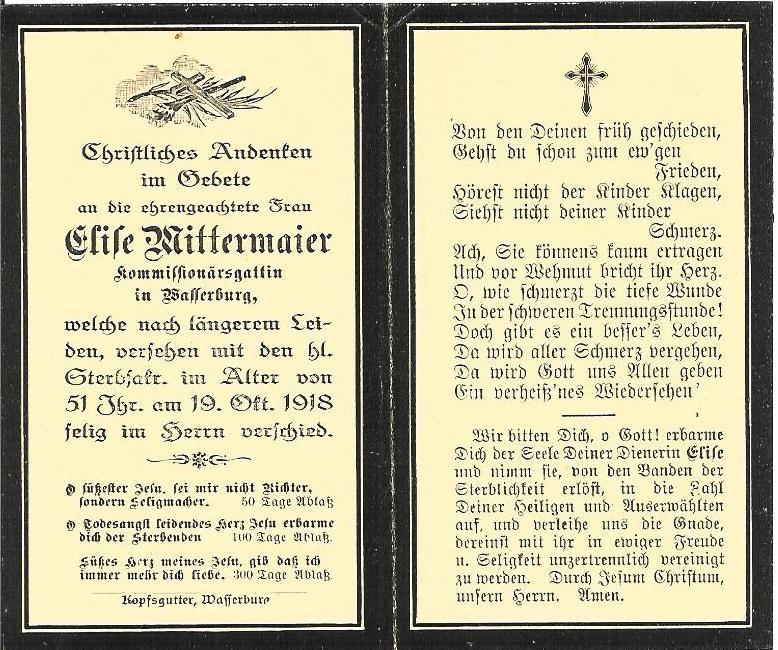 Christliches Andenken
im Gebete
an die ehrengeachtete Frau
Elise Mittermaier
Kommissionärsgattin
in Wasserburg,
welche nach längerem Lei-
den, versehen mit den hl.
Sterbsakr. im Alter von
51 Jhr. am 19. Okt. 1918
selig im Herrn verschied.
O süßester Jesu, sei mir nicht Richter,
sondern Seligmacher. 50 Tage Ablaß
O Todesangst leidendes Herz Jesu erbarme
dich der Sterbenden 100 Tage Ablaß.
Süßes Herz meines Jesu, gib daß ich
immer mehr dich liebe. 300 Tage Ablaß.
Kopfsgutter, Wasserburg
Von den Deinen früh geschieden,
Gehst du schon zum ew'gen
Frieden,
Hörest nicht der Kinder Klagen,
Siehst nicht deiner Kinder
Schmerz.
Ach, Sie könnens kaum ertragen
Und vor Wehmut bricht ihr Herz.
O, wie schmerzt die tiefe Wunde
In der schweren Trennungsstunde!
Doch gibt es ein besser's Leben,
Da wird aller Schmerz vergehen,
Da wird Gott uns Allen geben
Ein verheiß'nes Wiedersehen'
Wir bitten Dich, o Gott! erbarme
Dich der Seele Deiner Dienerin Elise
und nimm sie, von den Banden der
Sterblichkeit erlöst, in die Zahl
Deiner Heiligen und Auserwählten
auf, und verleihe uns die Gnade,
dereinst mit ihr in ewiger Freude
u. Seligkeit unzertrennlich vereinigt
zu werden. Durch Jesum Christum,
unsern Herrn. Amen.